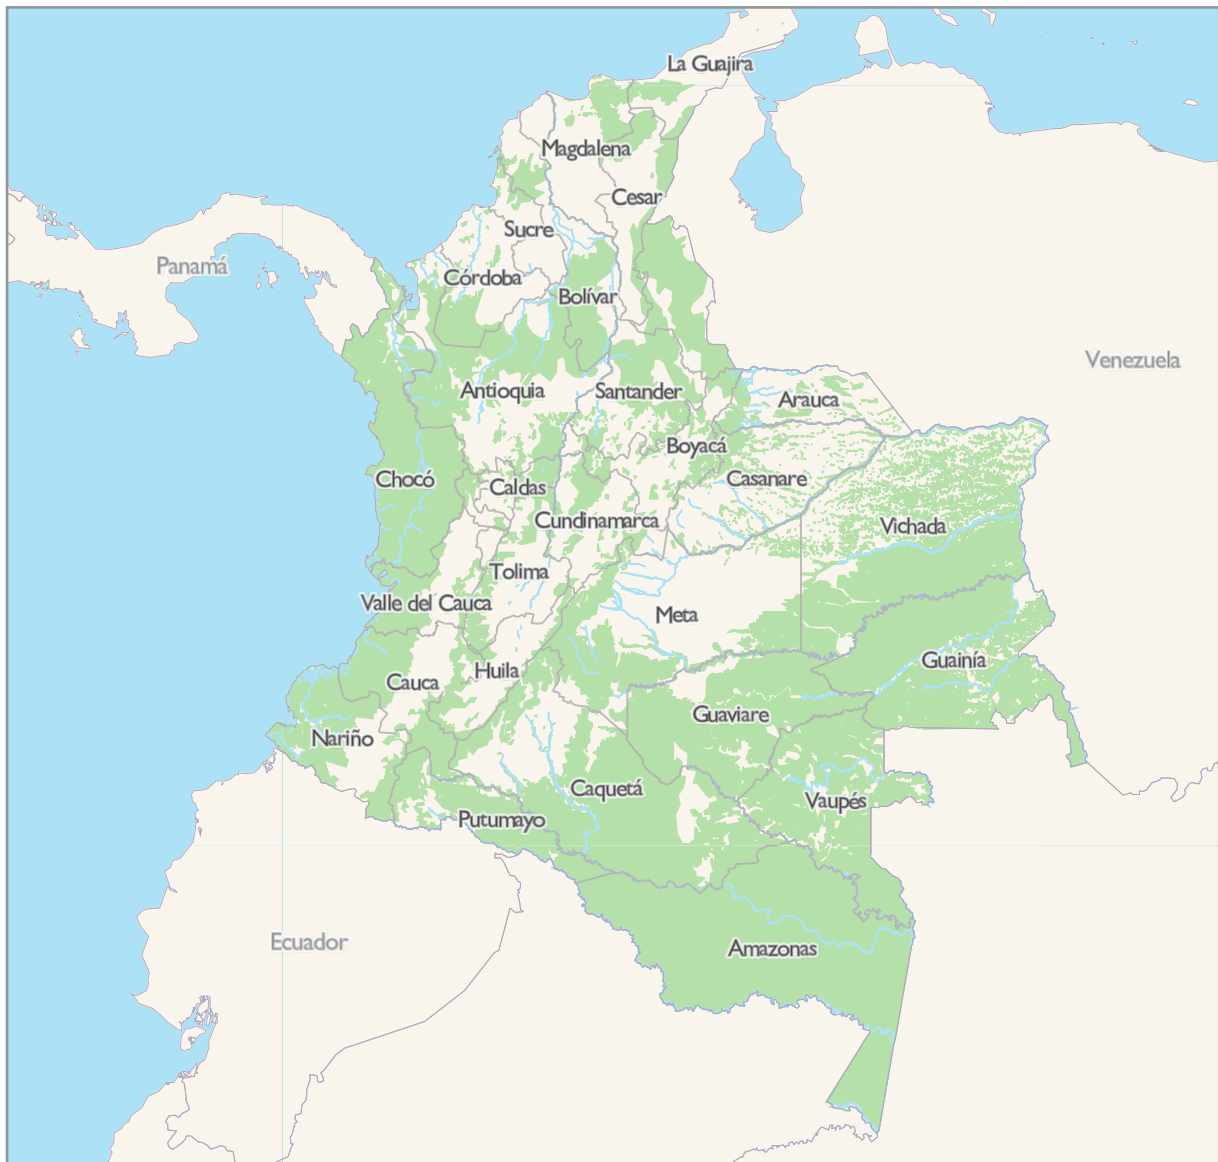 La Guajira
Magdalena
Cesar
Sucre
Panamá
Córdoba
Bolívar
Venezuela
Antioquia
Santander
Arauca
Boyacá
Chocó
Caldas
Casanare
Cundinamarca
Vichada
Tolima
Valle del Cauca
Meta
Guainía
Huila
Cauca
Guaviare
Nariño
Caquetá
Vaupés
Putumayo
Ecuador
Amazonas